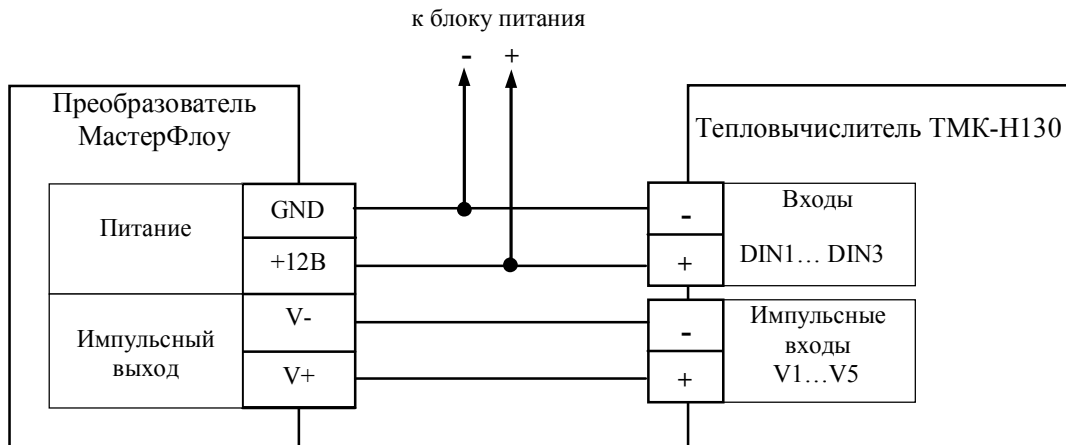 к блоку питания
- +
Преобразователь
МастерФлоу
Тепловычислитель ТМК-Н130
Питание
GND
+12В
Импульсный
выход
V-
V+
-
+
Входы
DIN1... DIN3
-
+
Импульсные
входы
V1...V5